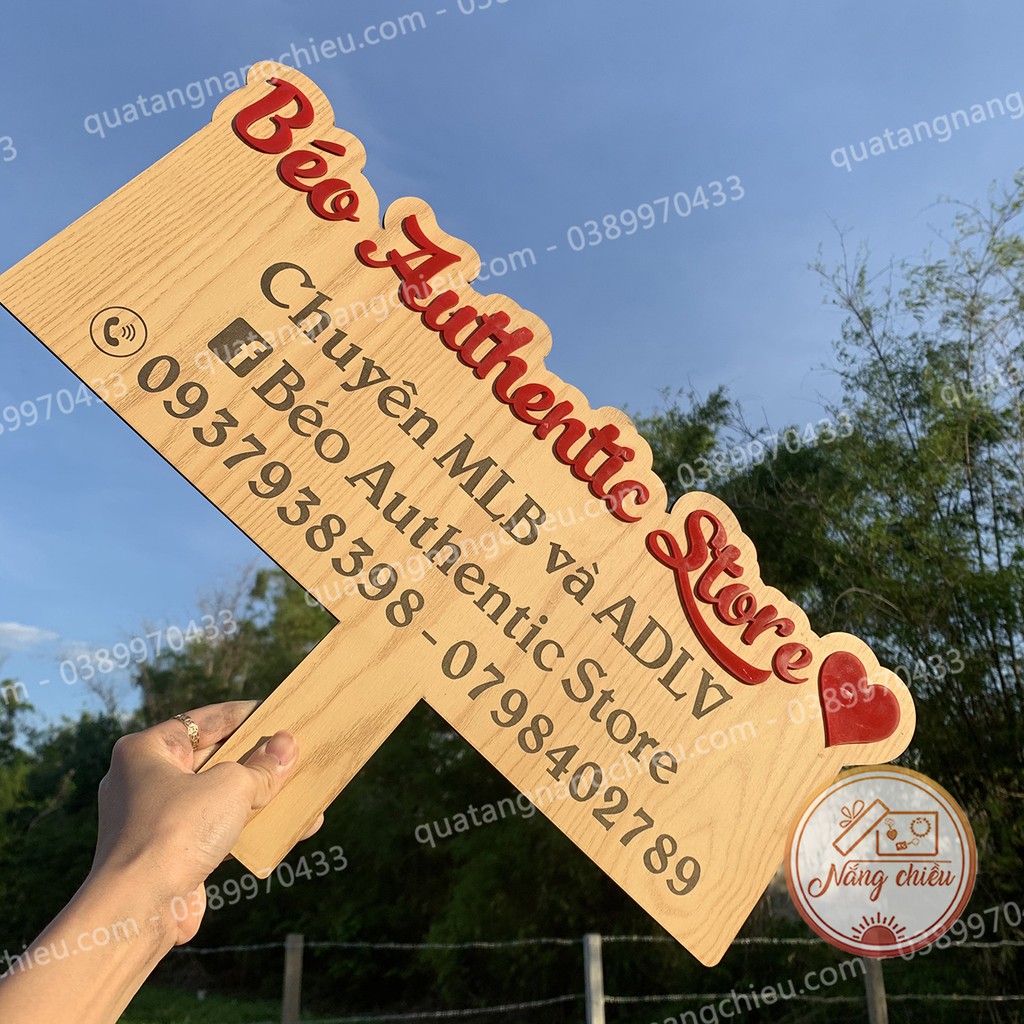 Béo Authentic Store
Chuyên MLB và ADLV
f Béo Authentic Store
0937938398 - 0798402789
Nắng chiều
quatangnangchieu.com - 0389970433